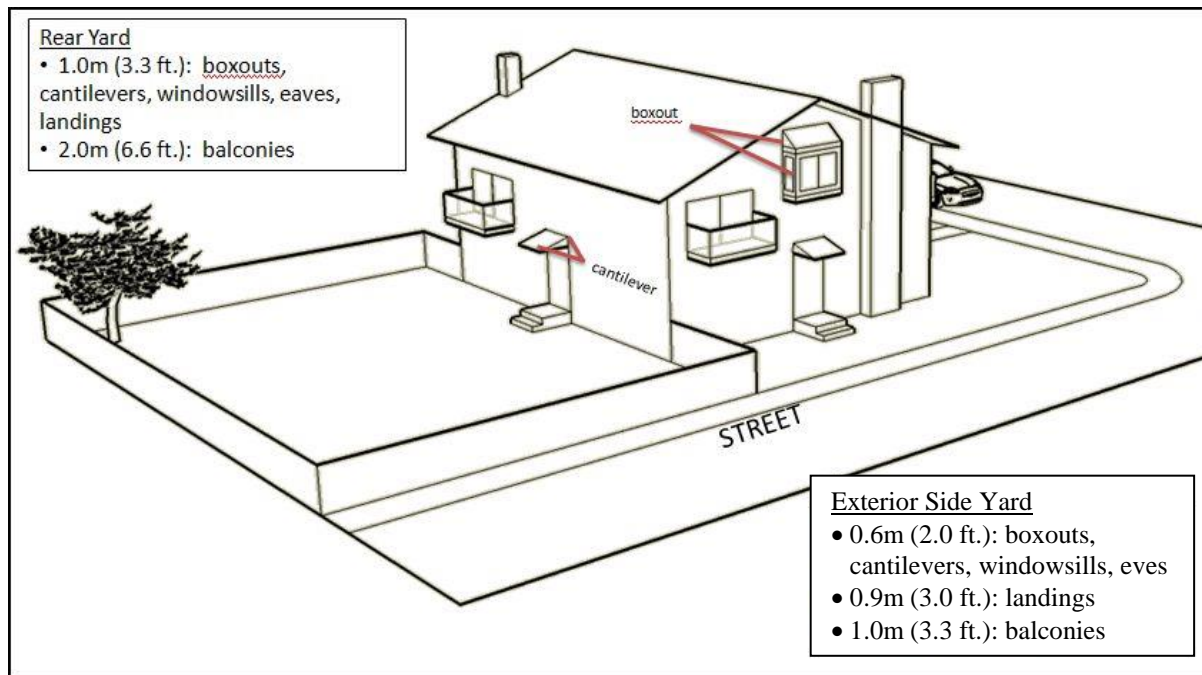 Rear Yard
• 1.0m (3.3 ft.): boxouts,
cantilevers, windowsills, eaves,
landings
• 2.0m (6.6 ft.): balconies
boxout
cantilever
STREET
Exterior Side Yard
• 0.6m (2.0 ft.): boxouts,
cantilevers, windowsills, eves
• 0.9m (3.0 ft.): landings
• 1.0m (3.3 ft.): balconies